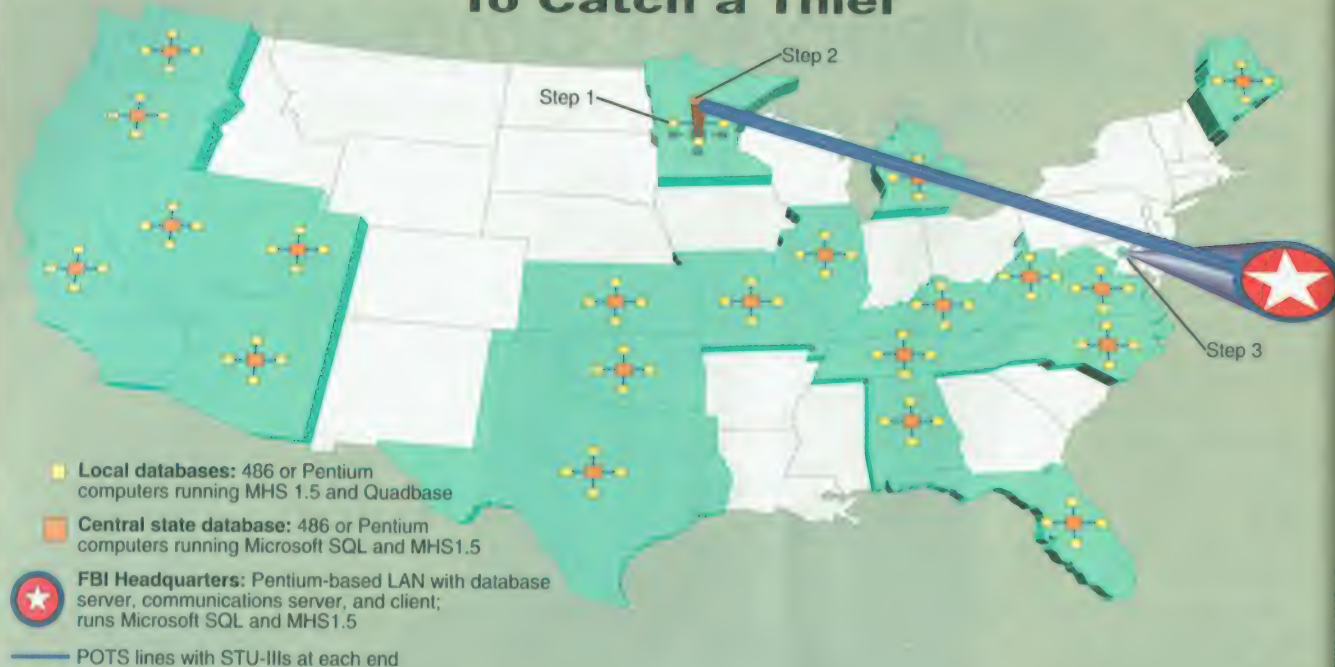 To Catch a Thief
Step 2
Step 1
Step 3
Local databases: 486 or Pentium
computers running MHS 1.5 and Quadbase
Central state database: 486 or Pentium
computers running Microsoft SQL and MHS1.5
FBI Headquarters: Pentium-based LAN with database
server, communications server, and client;
runs Microsoft SQL and MHS1.5
POTS lines with STU-IIIs at each end